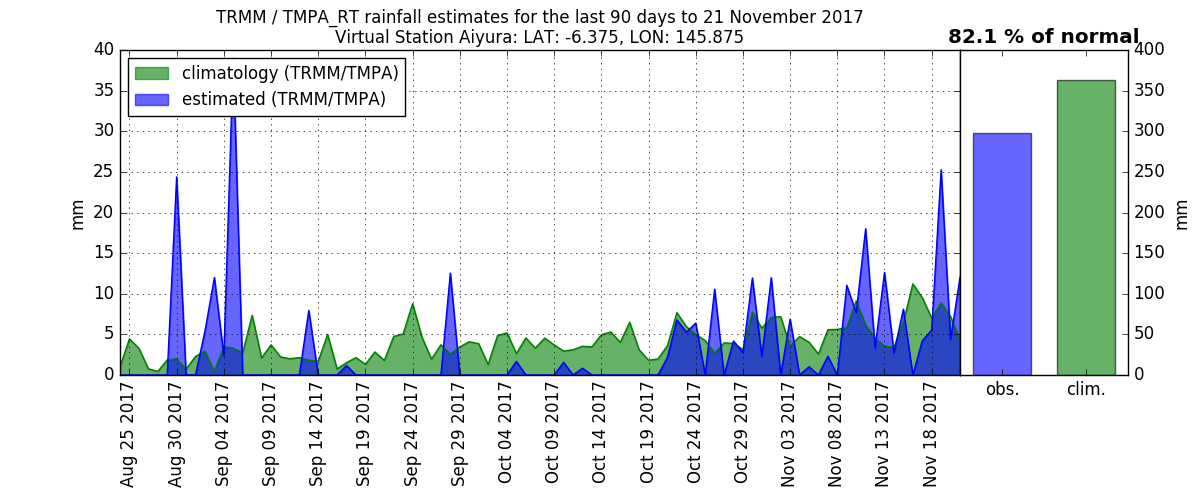 TRMM / TMPA_RT rainfall estimates for the last 90 days to 21 November 2017
Virtual Station Aiyura: LAT: -6.375, LON: 145.875
82.1 % of normal
climatology (TRMM/TMPA)
estimated (TRMM/TMPA)
mm
40
35
30
25
20
15
10
5
0
Aug 25 2017
Aug 30 2017
Sep 04 2017
Sep 09 2017
Sep 14 2017
Sep 19 2017
Sep 24 2017
Sep 29 2017
Oct 04 2017
Oct 09 2017
Oct 14 2017
Oct 19 2017
Oct 24 2017
Oct 29 2017
Nov 03 2017
Nov 08 2017
Nov 13 2017
Nov 18 2017
obs.
clim.
400
350
300
250
200
150
100
50
0
mm